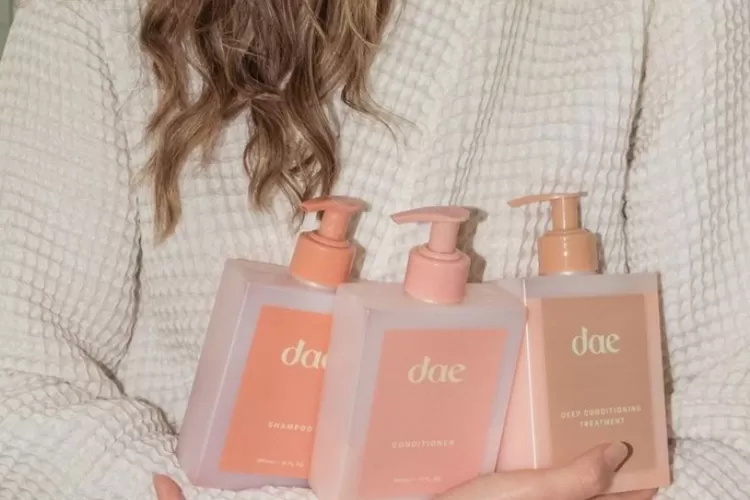 dae
SHAMPOO
dae
CONDITIONER
dae
DEEP CONDITIONING
TREATMENT